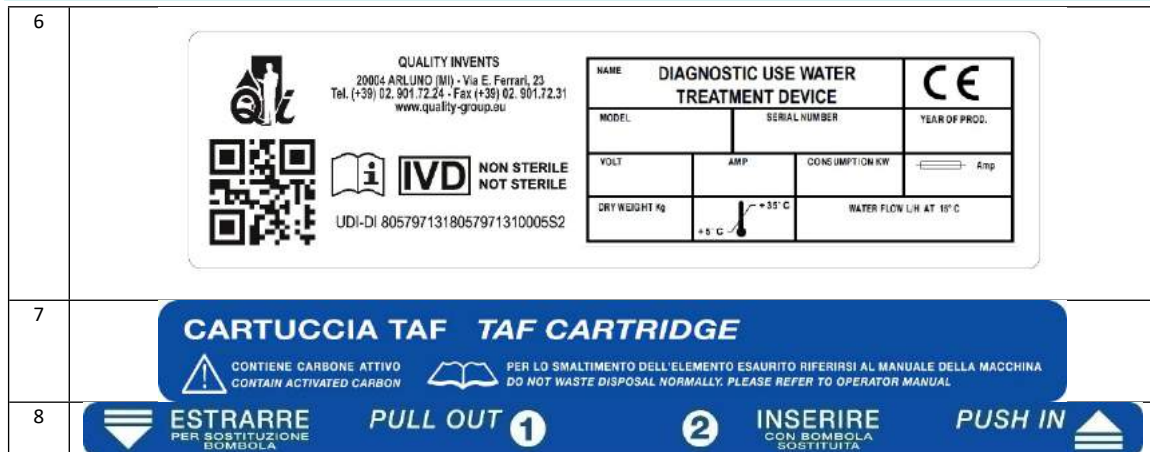 6
Qi
QUALITY INVENTS
20004 ARLUNO (MI) - Via E. Ferrari, 23
Tel. (+39) 02. 901.72.24 - Fax (+39) 02. 901.72.31
www.quality-group.eu
i IVD NON STERILE
NOT STERILE
UDI-DI 8057971318057971310005S2
NAME DIAGNOSTIC USE WATER
TREATMENT DEVICE
CE
MODEL SERIAL NUMBER YEAR OF PROD.
VOLT AMP CONSUMPTION KW Amp
DRY WEIGHT Kg +5°C +35°C WATER FLOW L/H AT 15°C
7
CARTUCCIA TAF TAF CARTRIDGE
CONTIENE CARBONE ATTIVO
CONTAIN ACTIVATED CARBON
PER LO SMALTIMENTO DELL'ELEMENTO ESAURITO RIFERIRSI AL MANUALE DELLA MACCHINA
DO NOT WASTE DISPOSAL NORMALLY. PLEASE REFER TO OPERATOR MANUAL
8
ESTRARRE
PER SOSTITUZIONE
BOMBOLA
PULL OUT 1
2 INSERIRE
CON BOMBOLA
SOSTITUITA
PUSH IN